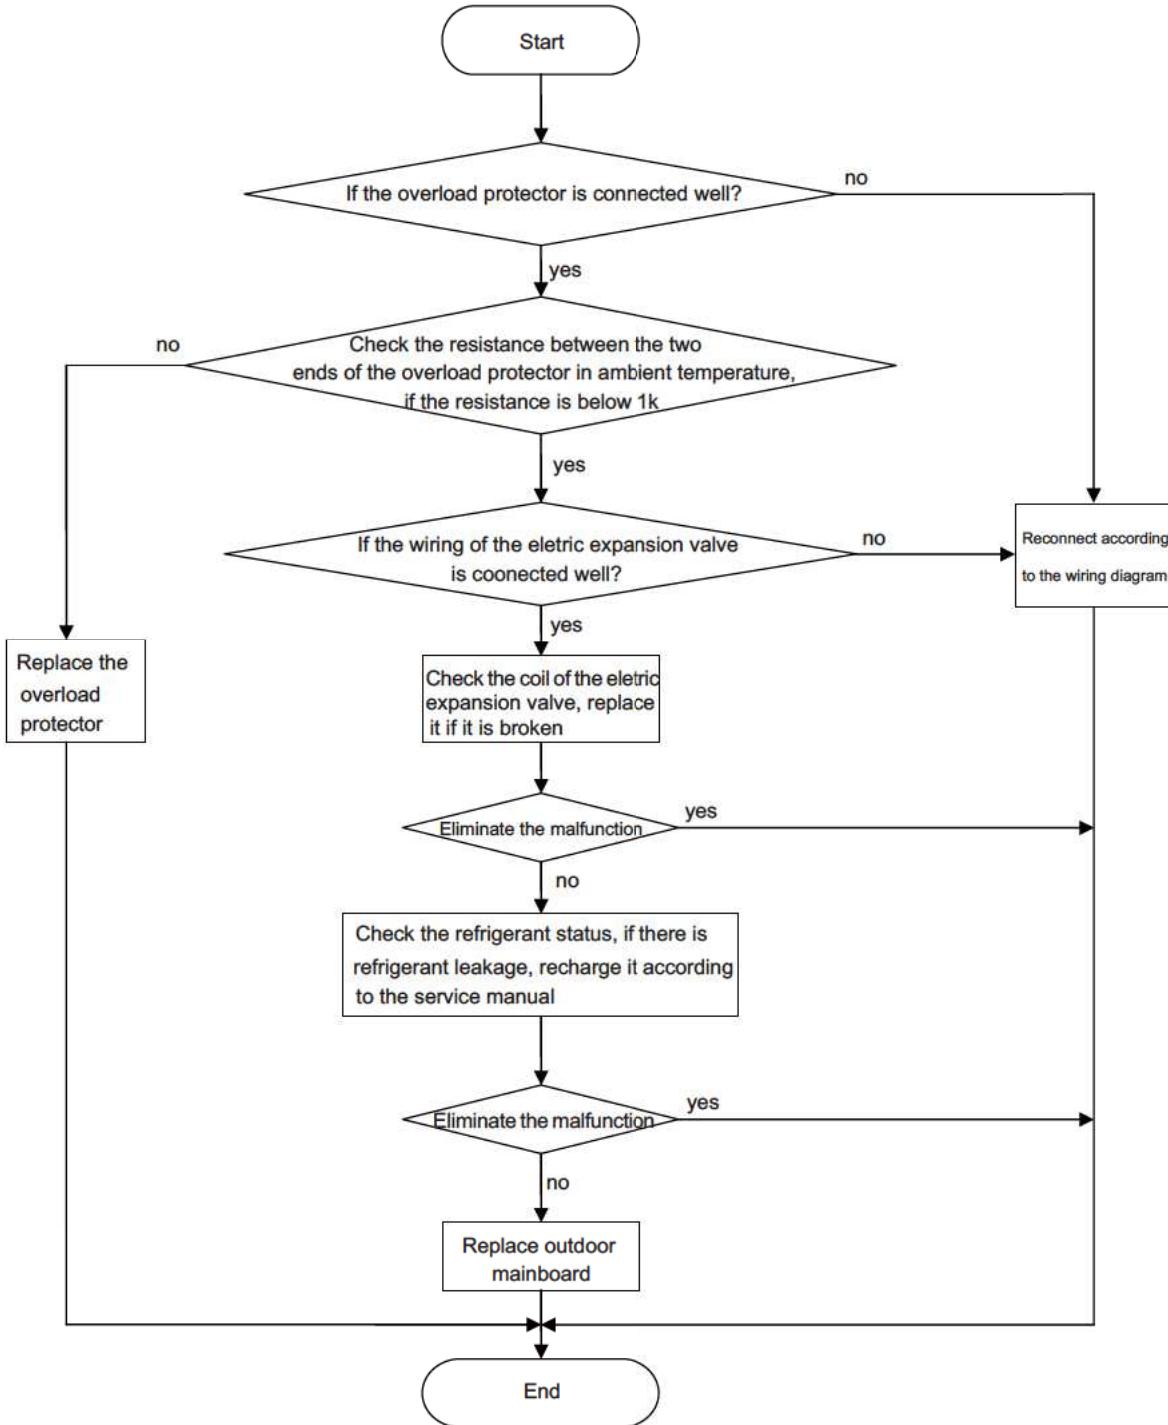 Start
If the overload protector is connected well?
no
yes
no
Check the resistance between the two
ends of the overload protector in ambient temperature,
if the resistance is below 1k
yes
If the wiring of the eletric expansion valve
is coonected well?
no
Reconnect according
to the wiring diagram
yes
Replace the
overload
protector
Check the coil of the eletric
expansion valve, replace
it if it is broken
Eliminate the malfunction
yes
no
Check the refrigerant status, if there is
refrigerant leakage, recharge it according
to the service manual
Eliminate the malfunction
yes
no
Replace outdoor
mainboard
End